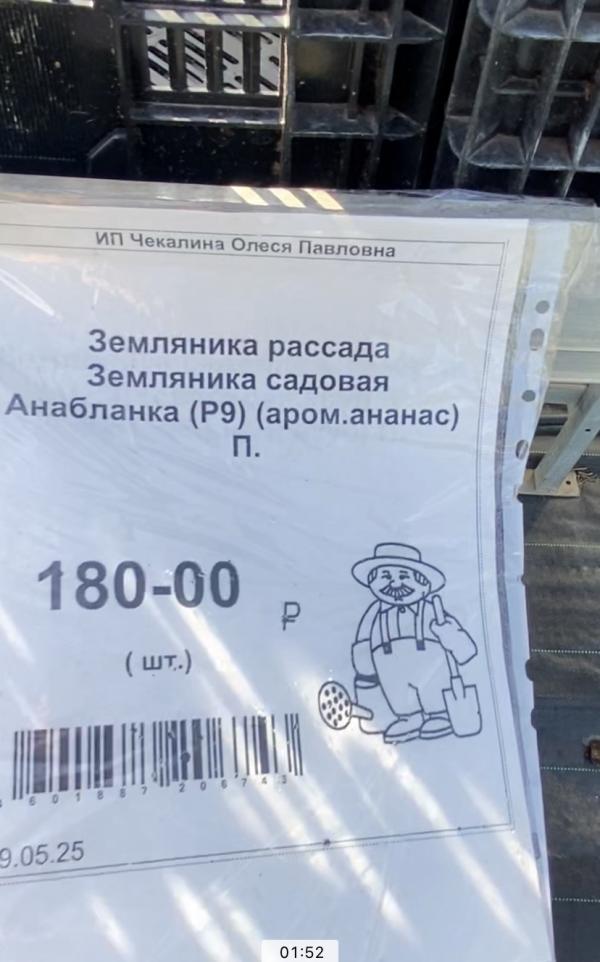 ИП Чекалина Олеся Павловна
Земляника рассада
Земляника садовая
Анабланка (Р9) (аром.ананас)
П.
180-00 ₽
( шт.)
601887206743
9.05.25
01:52